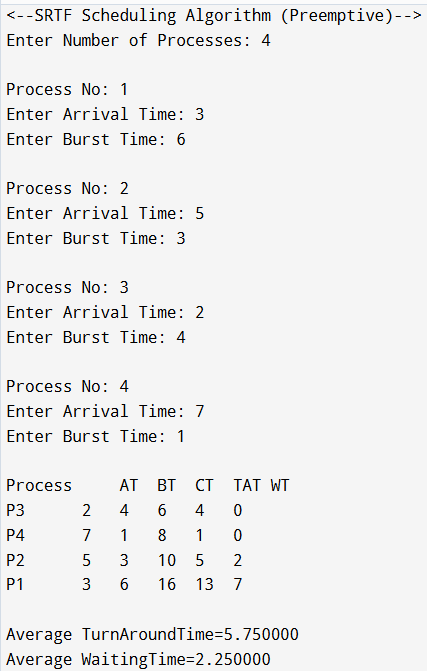 <--SRTF Scheduling Algorithm (Preemptive)-->
Enter Number of Processes: 4
Process No: 1
Enter Arrival Time: 3
Enter Burst Time: 6
Process No: 2
Enter Arrival Time: 5
Enter Burst Time: 3
Process No: 3
Enter Arrival Time: 2
Enter Burst Time: 4
Process No: 4
Enter Arrival Time: 7
Enter Burst Time: 1
Process AT BT CT TAT WT
P3 2 4 6 4 0
P4 7 1 8 1 0
P2 5 3 10 5 2
P1 3 6 16 13 7
Average TurnAroundTime=5.750000
Average WaitingTime=2.250000